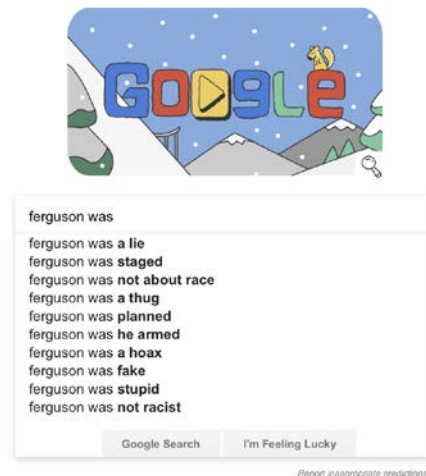 Google
ferguson was
ferguson was a lie
ferguson was staged
ferguson was not about race
ferguson was a thug
ferguson was planned
ferguson was he armed
ferguson was a hoax
ferguson was fake
ferguson was stupid
ferguson was not racist
Google Search I'm Feeling Lucky
Report inappropriate predictions